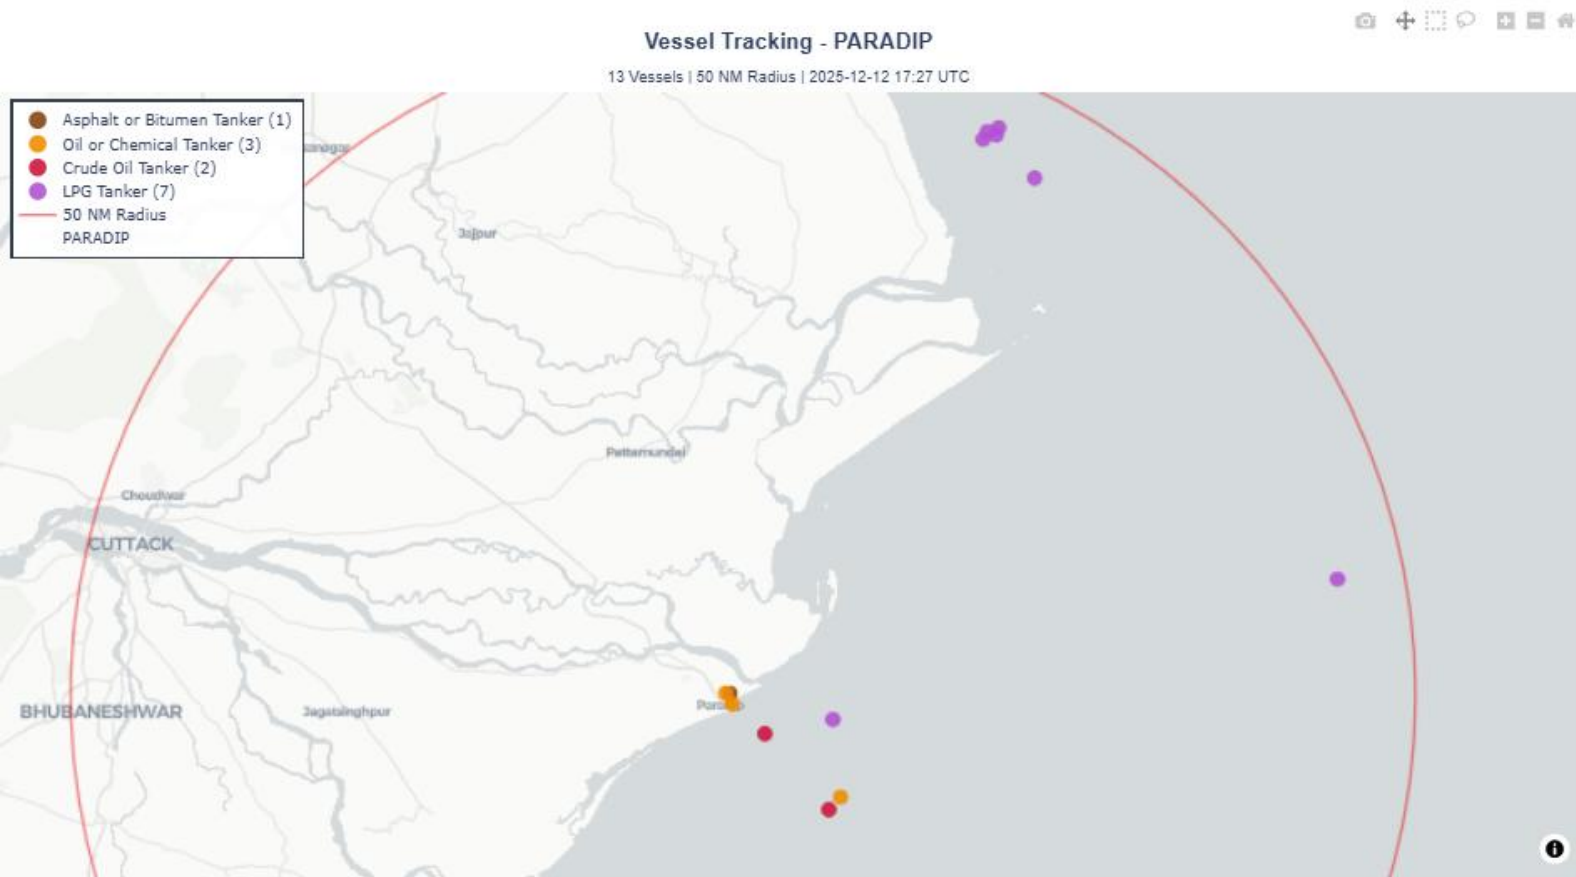 Vessel Tracking - PARADIP
13 Vessels | 50 NM Radius | 2025-12-12 17:27 UTC
Asphalt or Bitumen Tanker (1)
Oil or Chemical Tanker (3)
Crude Oil Tanker (2)
LPG Tanker (7)
50 NM Radius
PARADIP
Jajpur
Pattamundai
Choudwar
CUTTACK
BHUBANESHWAR
Jagatsinghpur